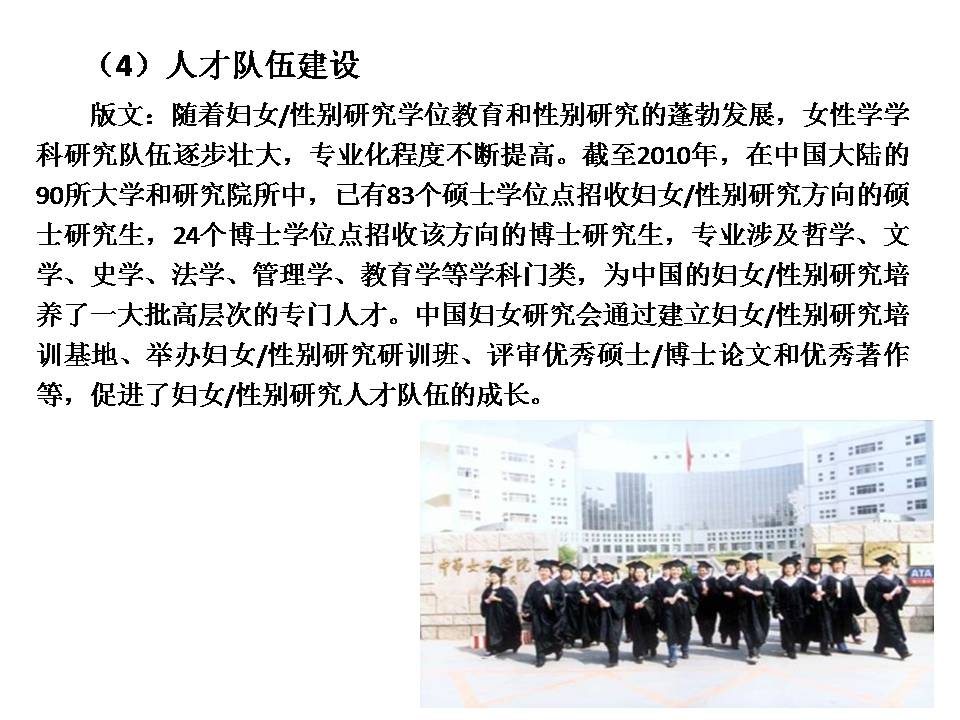 （4）人才队伍建设
版文：随着妇女/性别研究学位教育和性别研究的蓬勃发展，女性学学
科研究队伍逐步壮大，专业化程度不断提高。截至2010年，在中国大陆的
90所大学和研究院所中，已有83个硕士学位点招收妇女/性别研究方向的硕
士研究生，24个博士学位点招收该方向的博士研究生，专业涉及哲学、文
学、史学、法学、管理学、教育学等学科门类，为中国的妇女/性别研究培
养了一大批高层次的专门人才。中国妇女研究会通过建立妇女/性别研究培
训基地、举办妇女/性别研究研训班、评审优秀硕士/博士论文和优秀著作
等，促进了妇女/性别研究人才队伍的成长。
中华女子学院
ATA